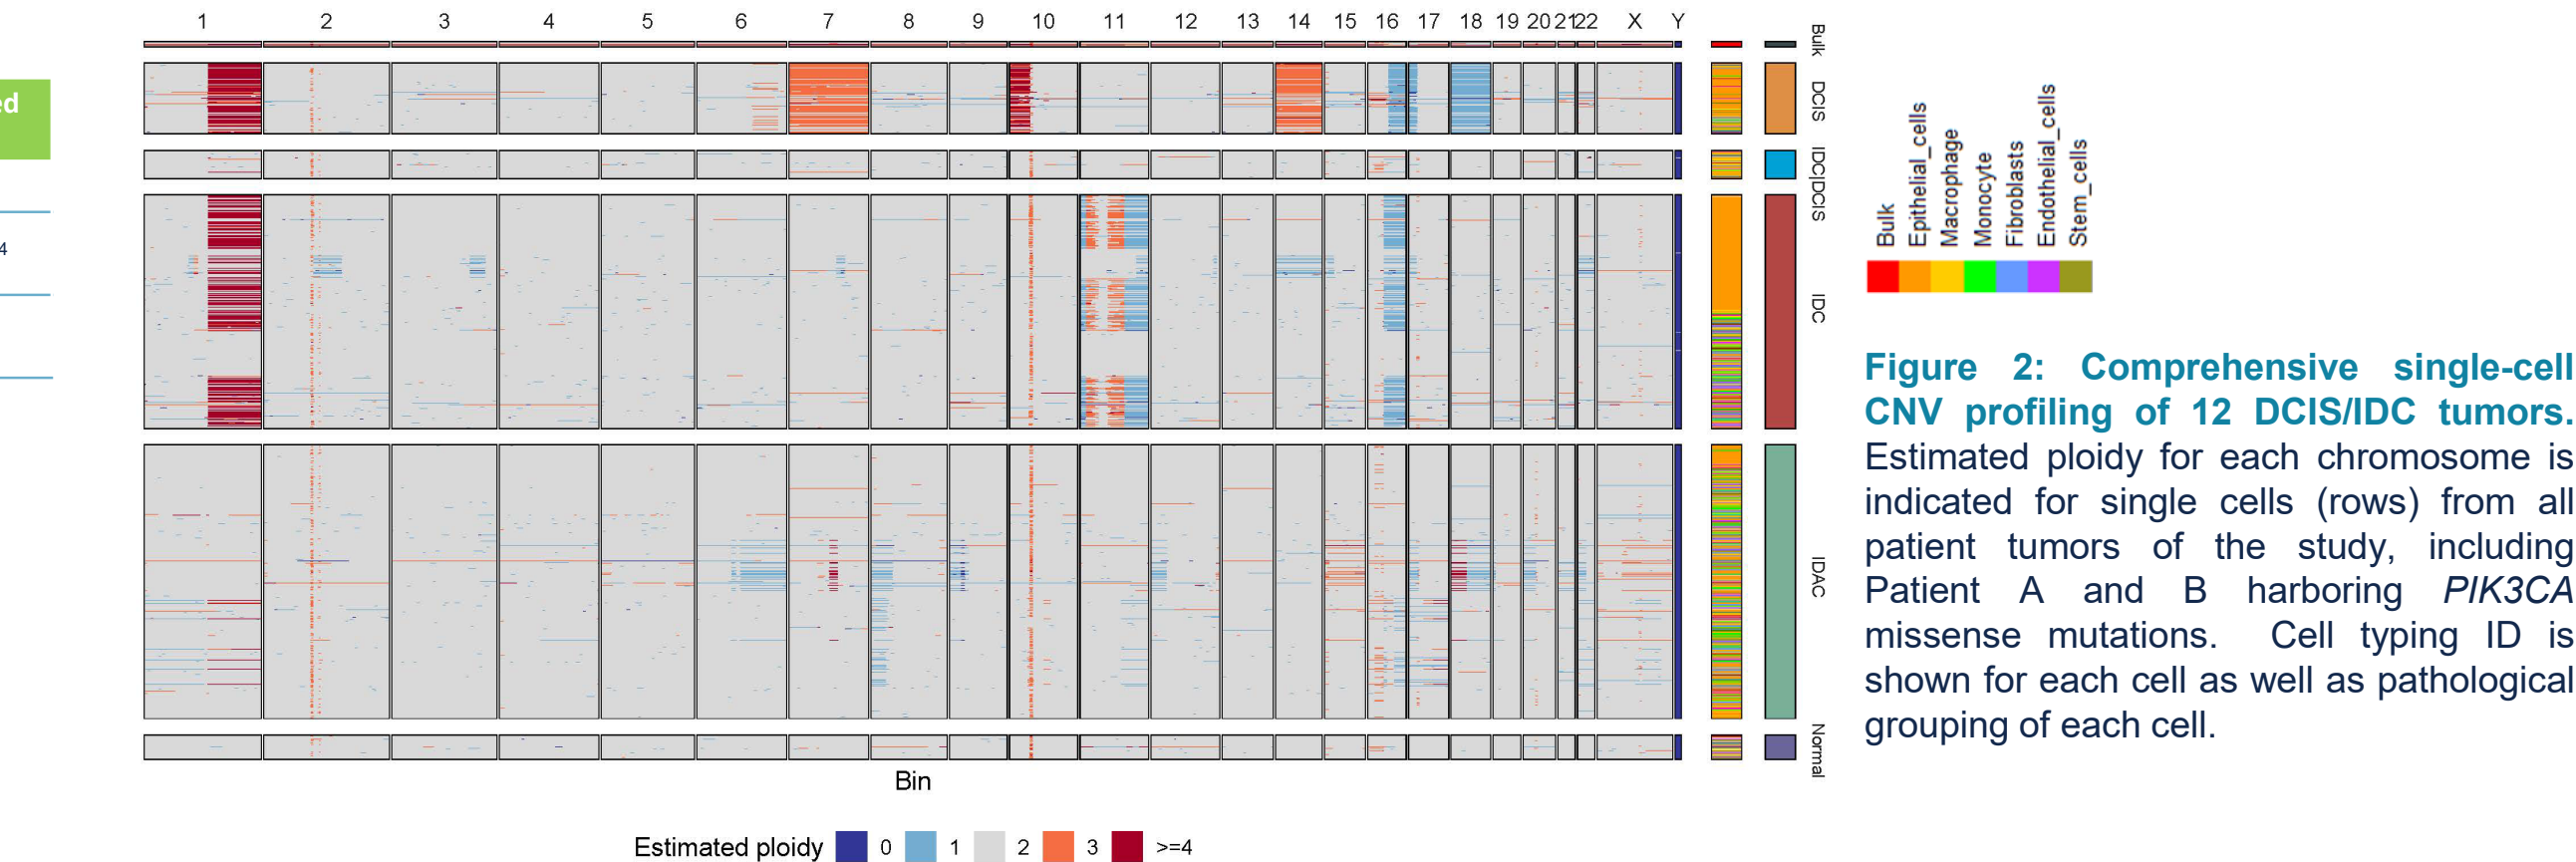 1 2 3 4 5 6 7 8 9 10 11 12 13 14 15 16 17 18 19 20 21 22 X Y
ed
4
Bulk
DCIS
IDC|DCIS
IDC
IDAC
Normal
Bin
Estimated ploidy 0 1 2 3 >=4
Bulk
Epithelial_cells
Macrophage
Monocyte
Fibroblasts
Endothelial_cells
Stem_cells
Figure 2: Comprehensive single-cell
CNV profiling of 12 DCIS/IDC tumors.
Estimated ploidy for each chromosome is
indicated for single cells (rows) from all
patient tumors of the study, including
Patient A and B harboring PIK3CA
missense mutations. Cell typing ID is
shown for each cell as well as pathological
grouping of each cell.